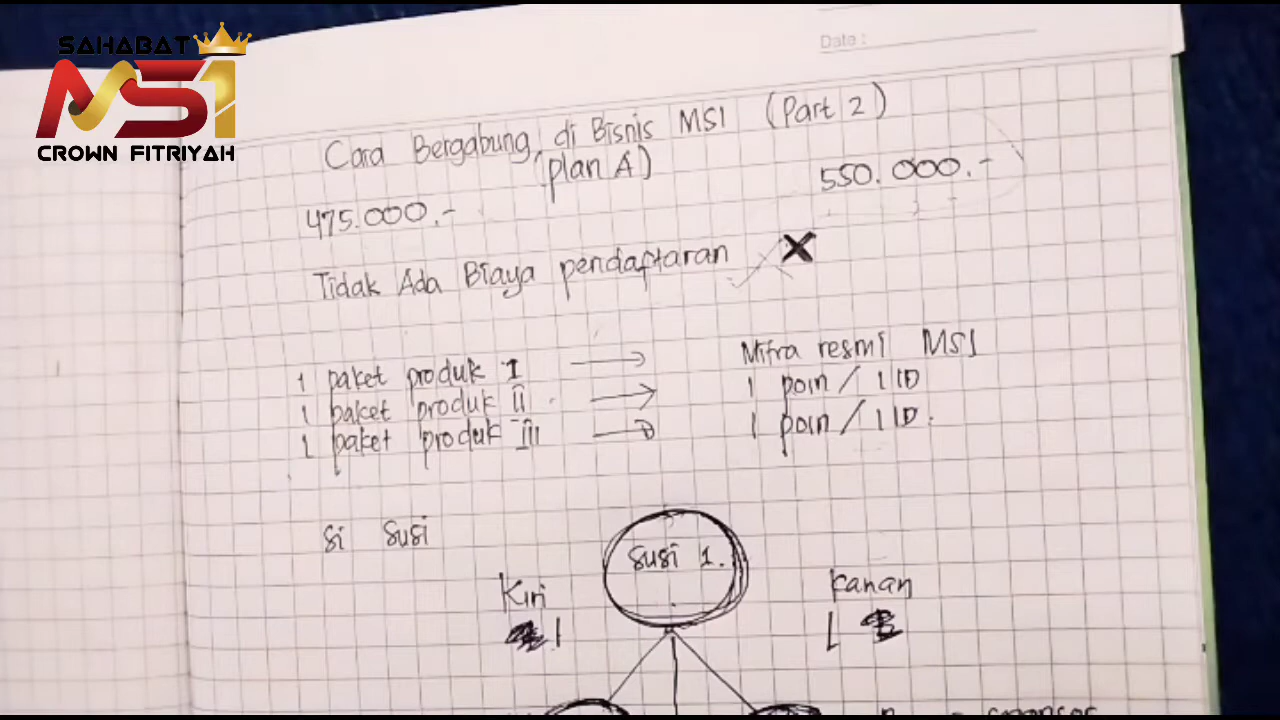 SAHABAT
MSI
CROWN FITRIYAH
Date :
Cara Bergabung di Bisnis MSI (Part 2)
(plan A)
475.000.-
550.000.-
Tidak Ada Biaya pendaftaran
1 paket produk I → Mitra resmi MSI
1 paket produk II → 1 poin / 1 ID
1 paket produk III → 1 poin / 1 ID.
Si Susi
Susi 1.
Kiri
kanan
1
1